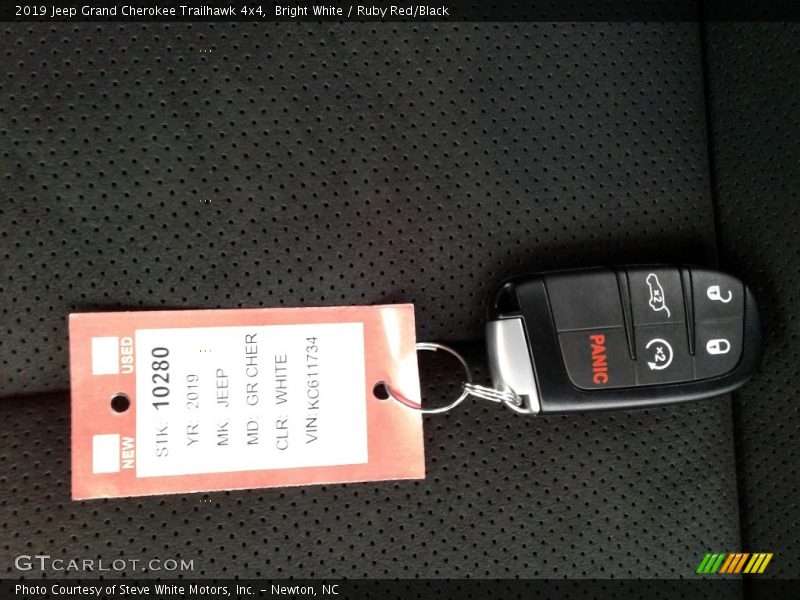 2019 Jeep Grand Cherokee Trailhawk 4x4,  Bright White / Ruby Red/Black
USED
NEW
STK: 10280
YR: 2019
MK: JEEP
MD: GR CHER
CLR: WHITE
VIN: KC611734
PANIC
x2
x2
GTCARLOT.COM
Photo Courtesy of Steve White Motors, Inc. – Newton, NC